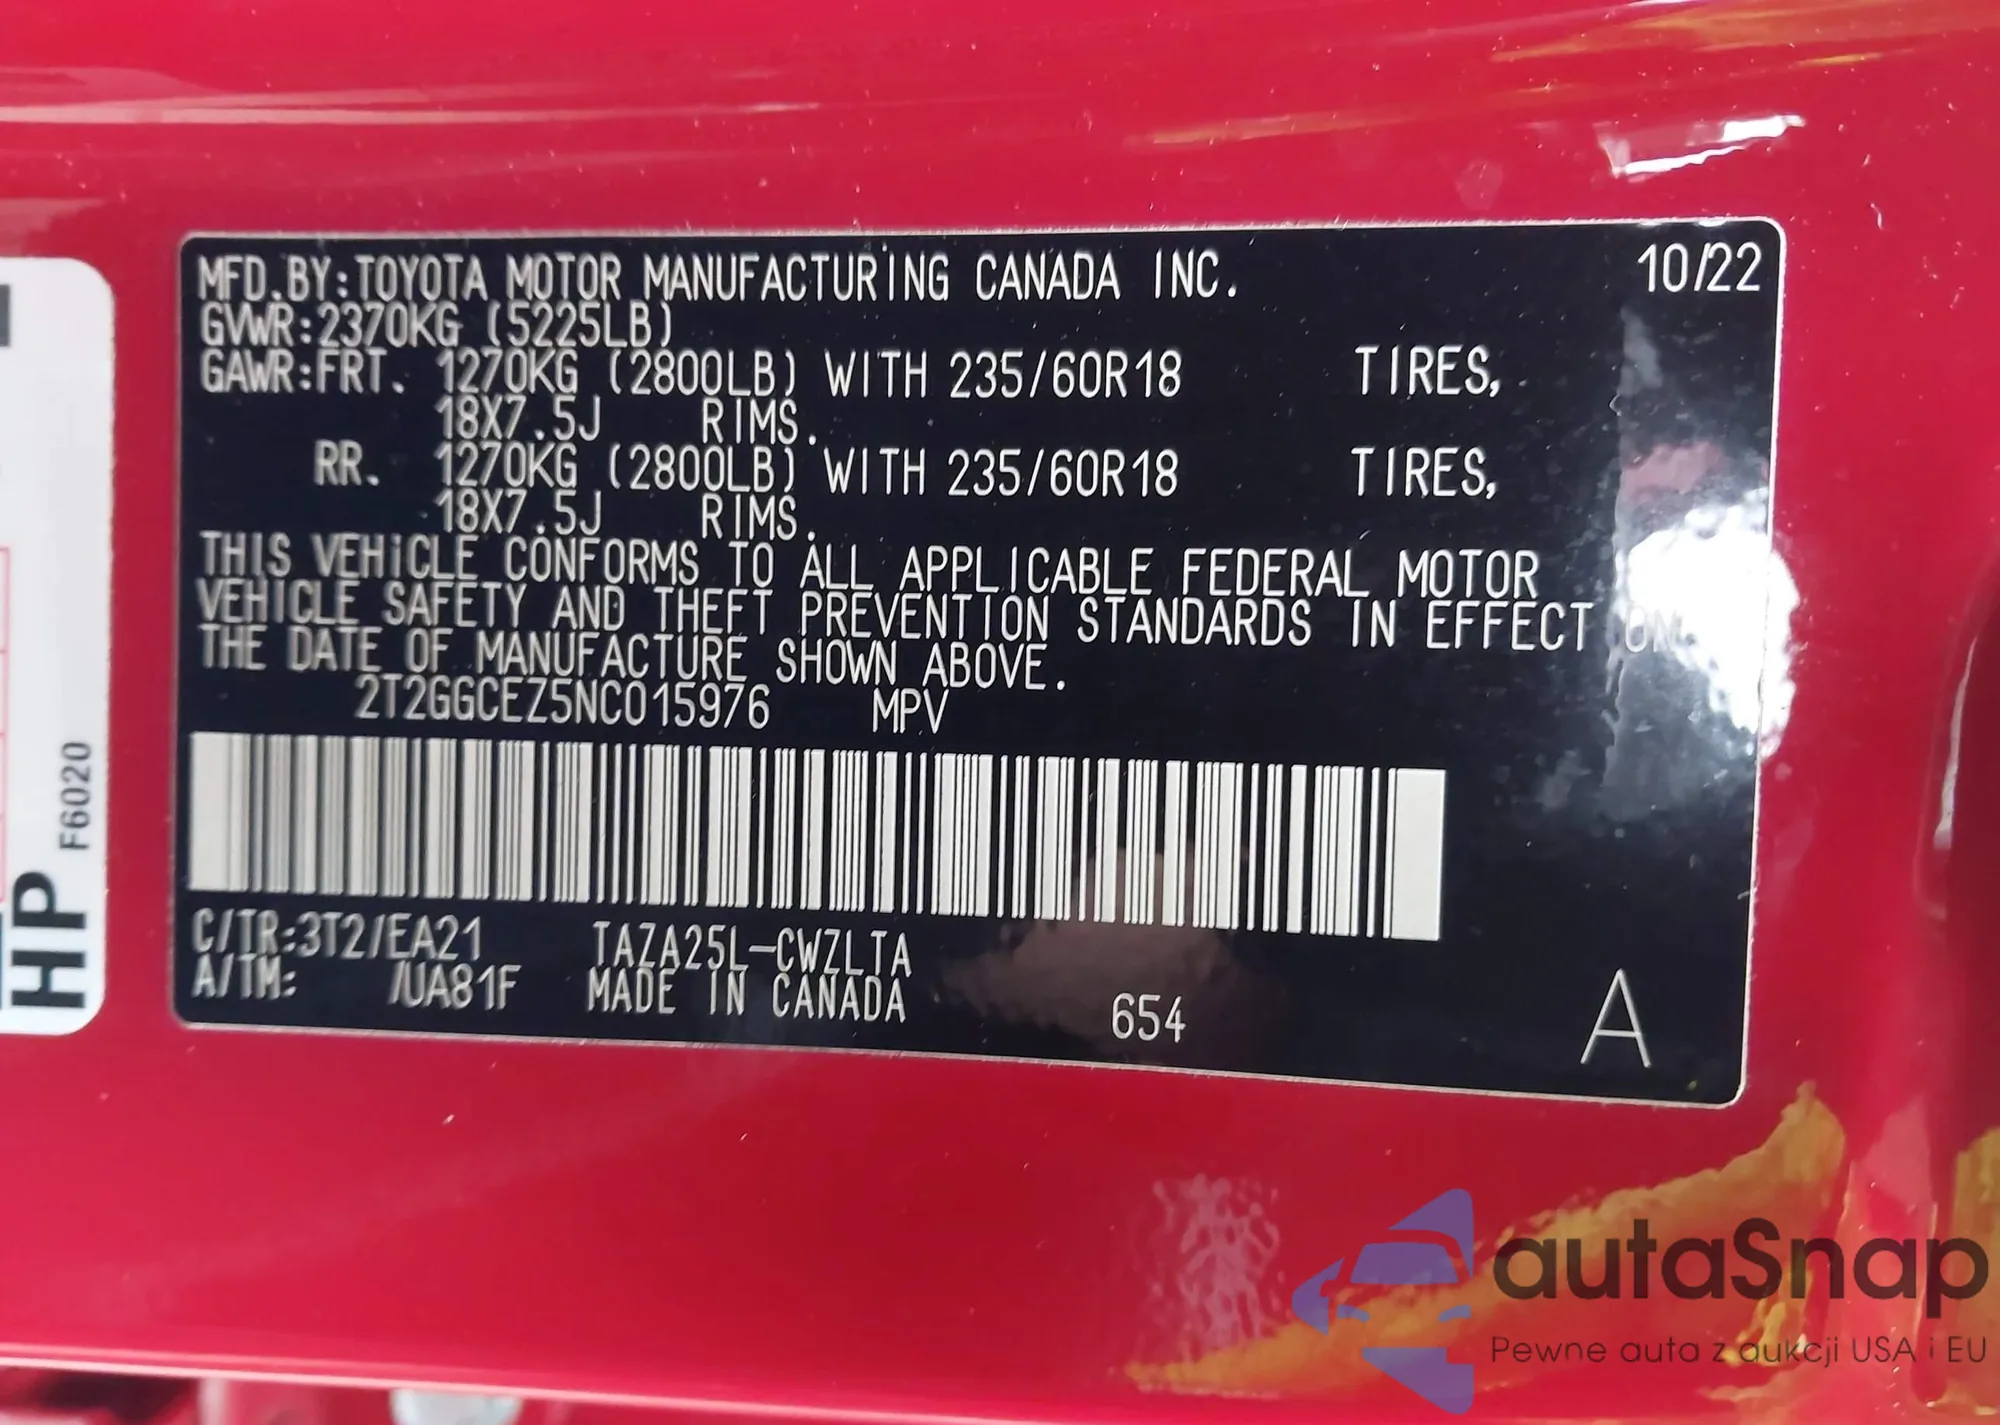 MFD.BY:TOYOTA MOTOR MANUFACTURING CANADA INC. 10/22
GVWR:2370KG (5225LB)
GAWR:FRT. 1270KG (2800LB) WITH 235/60R18 TIRES,
18X7.5J RIMS.
RR. 1270KG (2800LB) WITH 235/60R18 TIRES,
18X7.5J RIMS.
THIS VEHICLE CONFORMS TO ALL APPLICABLE FEDERAL MOTOR
VEHICLE SAFETY AND THEFT PREVENTION STANDARDS IN EFFECT ON
THE DATE OF MANUFACTURE SHOWN ABOVE.
2T2GGCEZ5NC015976 MPV
C/TR:3T2/EA21 TAZA25L-CWZLTA
A/TM: /UA81F MADE IN CANADA 654 A
HP F6020
autaSnap
Pewne auta z aukcji USA i EU